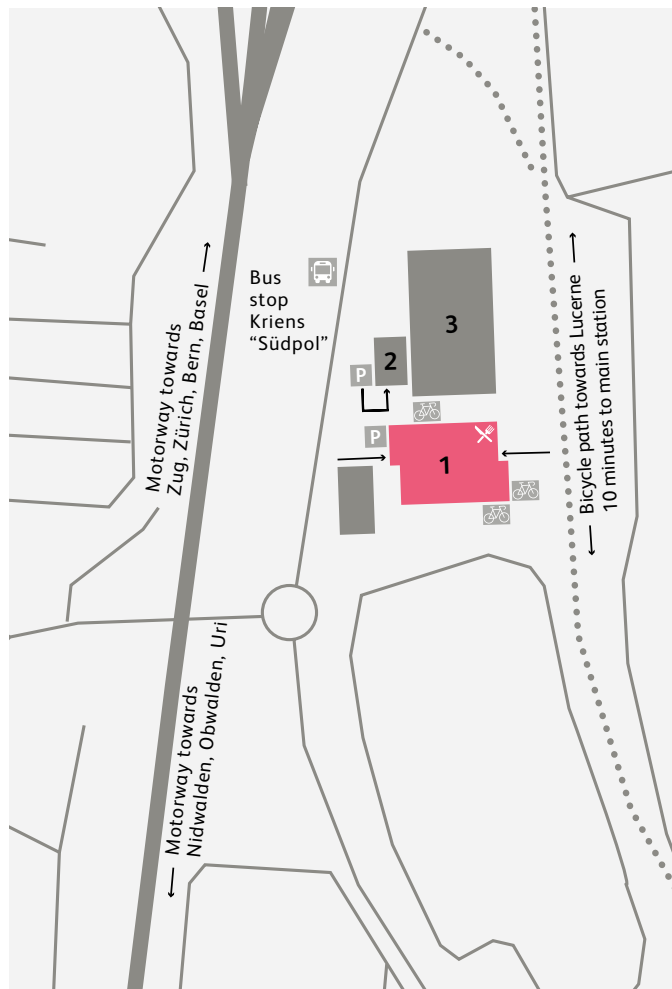 Motorway towards
Zug, Zürich, Bern, Basel
Bus
stop
Kriens
“Südpol”
3
2
P
P
1
Bicycle path towards Lucerne
10 minutes to main station
Motorway towards
Nidwalden, Obwalden, Uri